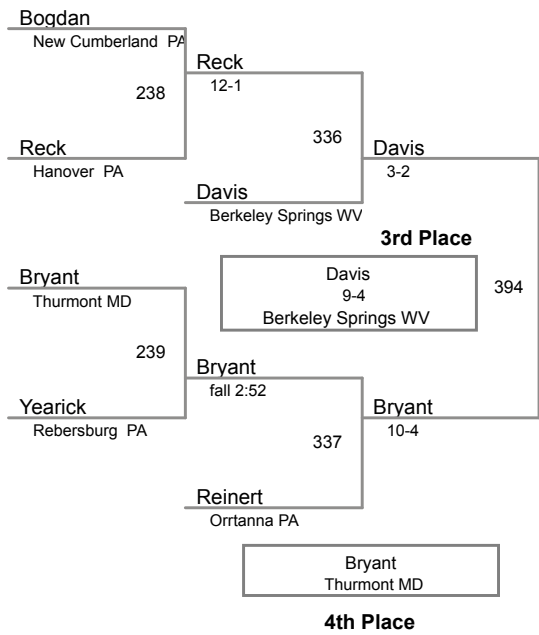 Bogdan
New Cumberland PA
238
Reck
12-1
Reck
Hanover PA
336
Davis
Berkeley Springs WV
Davis
3-2
3rd Place
Davis
9-4
Berkeley Springs WV
394
Bryant
Thurmont MD
239
Bryant
fall 2:52
Yearick
Rebersburg PA
337
Bryant
10-4
Reinert
Orrtanna PA
Bryant
Thurmont MD
4th Place